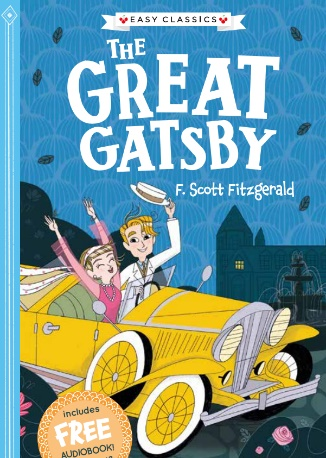 EASY CLASSICS
THE
GREAT
GATSBY
F. Scott Fitzgerald
includes
FREE
AUDIOBOOK!